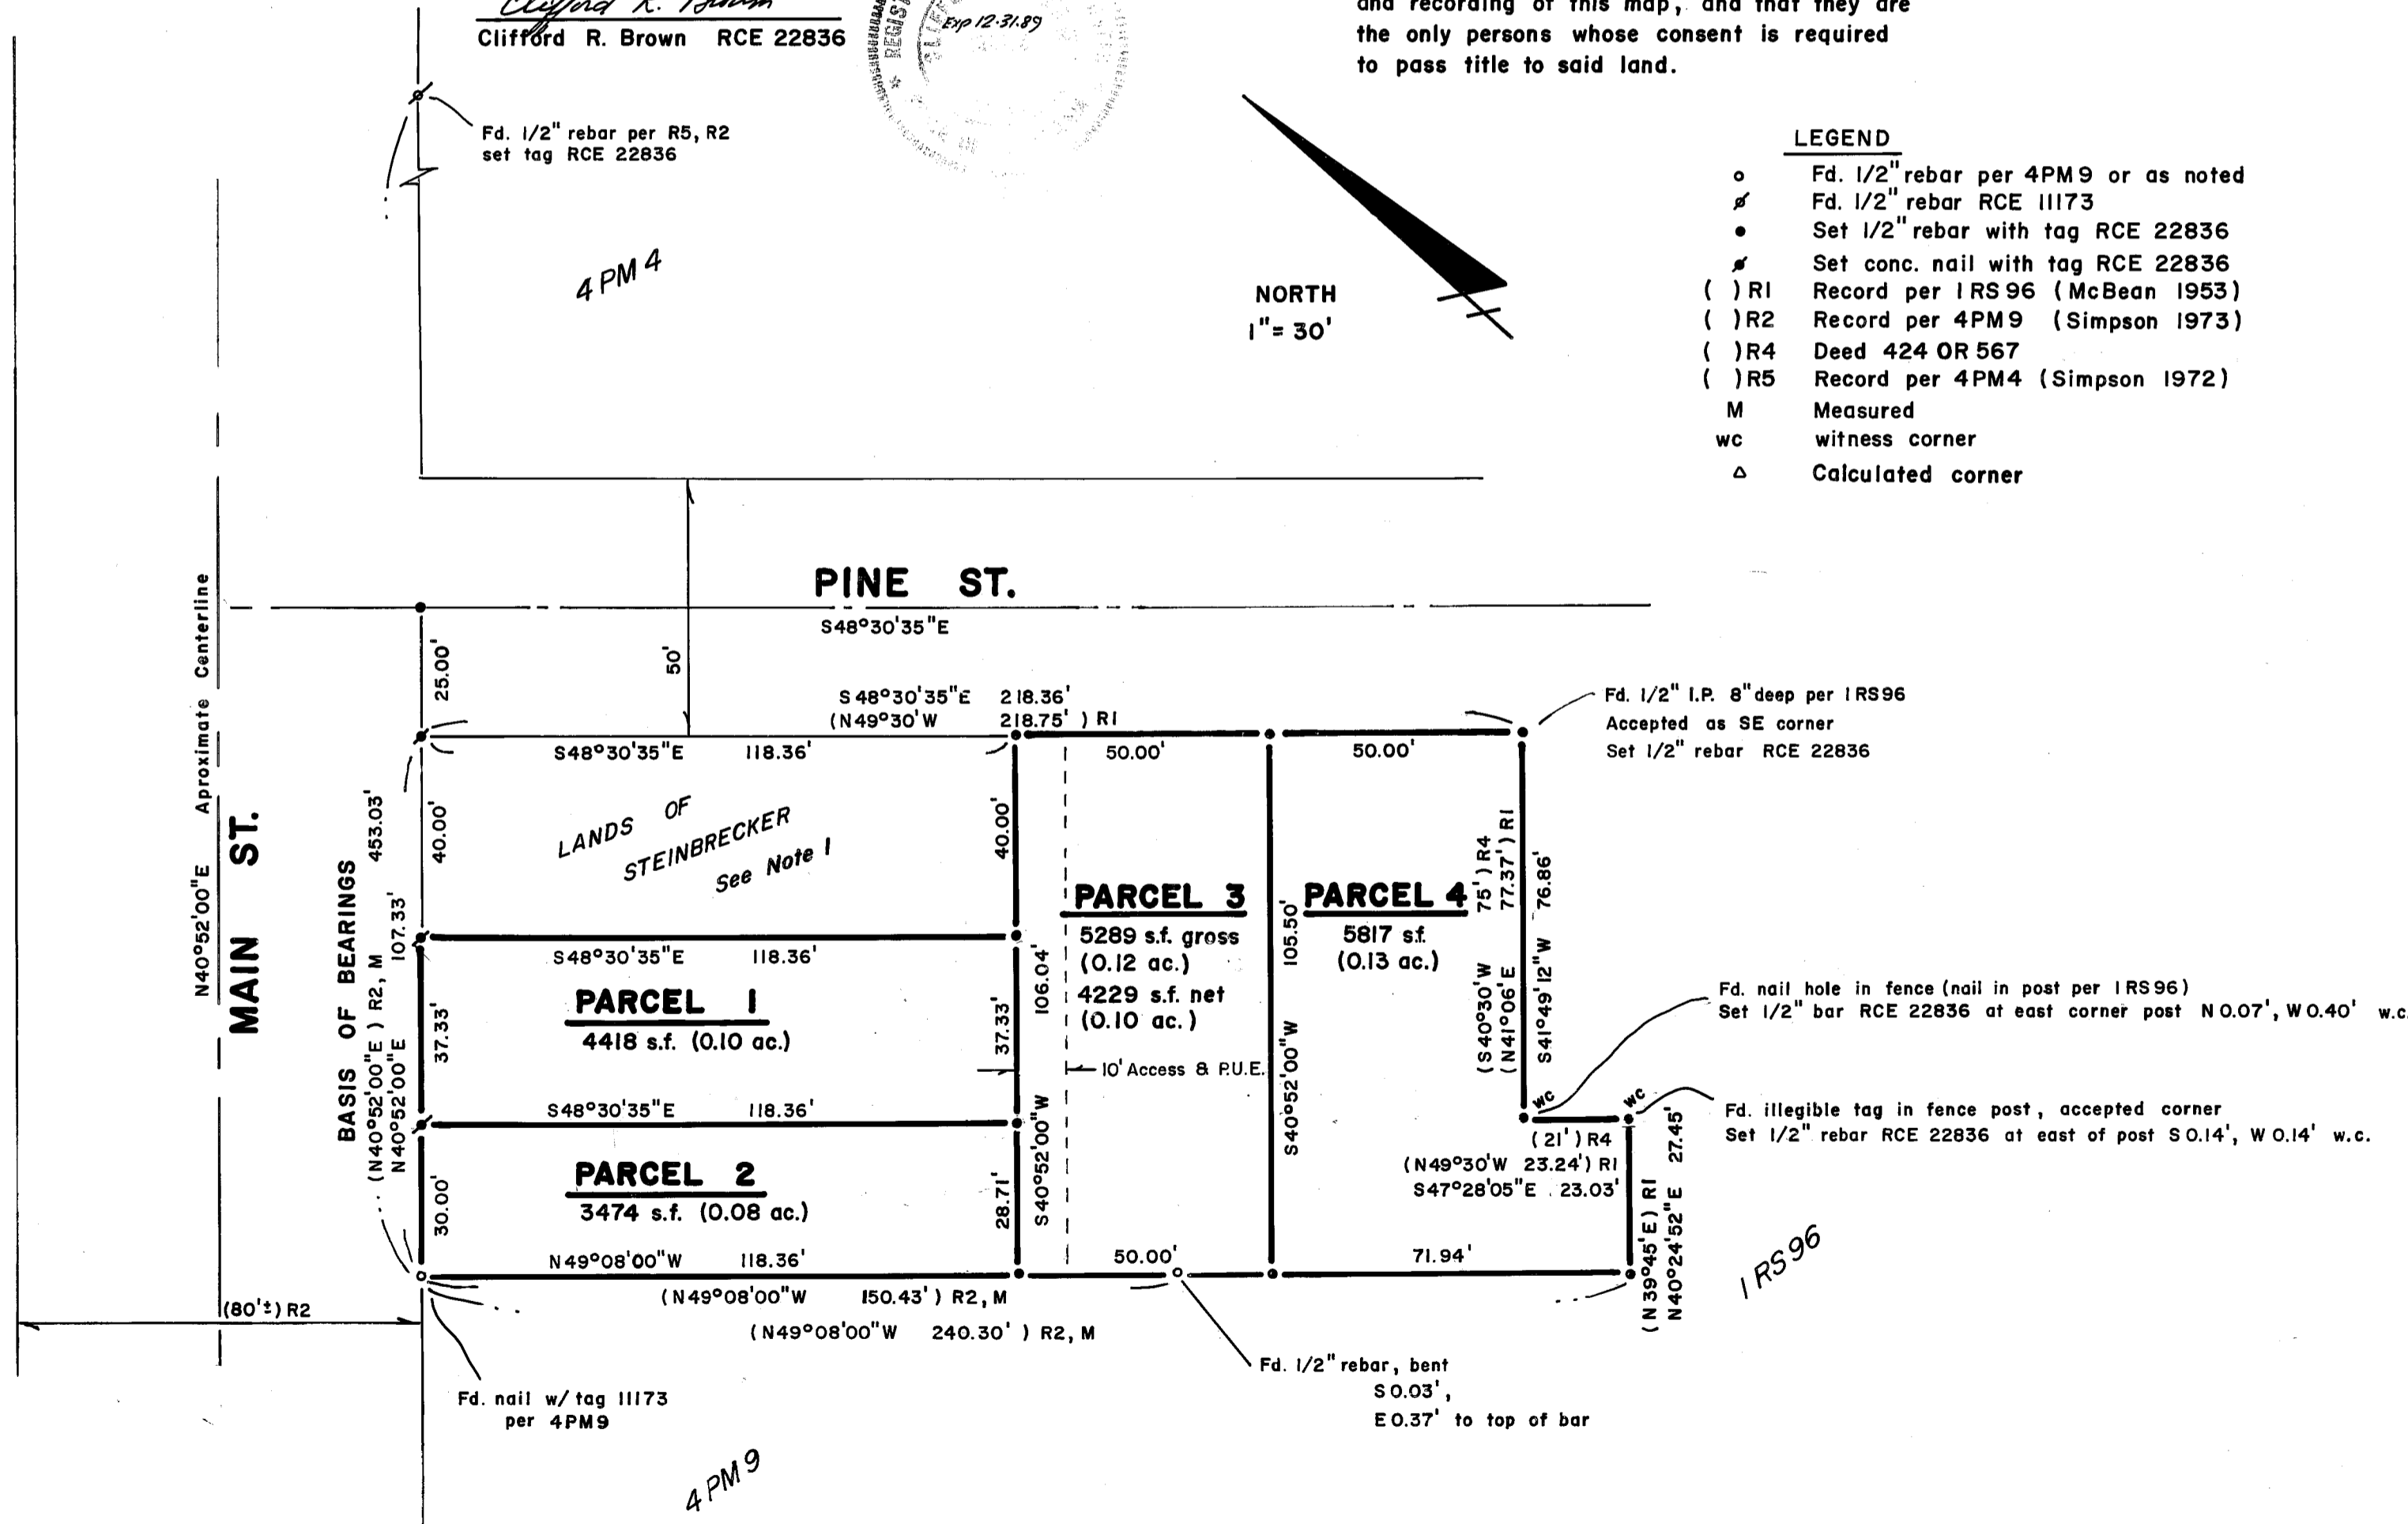 Clifford R. Brown
Clifford R. Brown RCE 22836
REGIST
Exp 12-31-89
and recording of this map, and that they are
the only persons whose consent is required
to pass title to said land.
Fd. 1/2" rebar per R5, R2
set tag RCE 22836
4 PM 4
NORTH
1"= 30'
LEGEND
Fd. 1/2" rebar per 4PM9 or as noted
Fd. 1/2" rebar RCE 11173
Set 1/2" rebar with tag RCE 22836
Set conc. nail with tag RCE 22836
( ) R1 Record per 1 RS 96 (McBean 1953)
( ) R2 Record per 4PM9 (Simpson 1973)
( ) R4 Deed 424 OR 567
( ) R5 Record per 4PM4 (Simpson 1972)
M Measured
wc witness corner
Δ Calculated corner
PINE ST.
S48°30'35"E
25.00'
50'
S48°30'35"E 218.36'
(N49°30'W 218.75') R1
S48°30'35"E 118.36'
50.00'
50.00'
Fd. 1/2" I.P. 8" deep per 1RS96
Accepted as SE corner
Set 1/2" rebar RCE 22836
N40°52'00"E Aproximate Centerline
MAIN ST.
BASIS OF BEARINGS
(N40°52'00"E) R2, M 453.03'
N40°52'00"E 107.33'
40.00'
LANDS OF
STEINBRECKER
See Note 1
40.00'
S48°30'35"E 118.36'
37.33'
PARCEL 1
4418 s.f. (0.10 ac.)
37.33'
S48°30'35"E 118.36'
30.00'
PARCEL 2
3474 s.f. (0.08 ac.)
28.71'
N49°08'00"W 118.36'
S40°52'00"W 106.04'
PARCEL 3
5289 s.f. gross
(0.12 ac.)
4229 s.f. net
(0.10 ac.)
10' Access & P.U.E.
S40°52'00"W 105.50'
PARCEL 4
5817 s.f.
(0.13 ac.)
(S40°30'W 75') R4
(N41°06'E 77.37') R1
S41°49'12"W 76.86'
Fd. nail hole in fence (nail in post per 1RS96)
Set 1/2" bar RCE 22836 at east corner post N 0.07', W 0.40' w.c.
wc
wc
Fd. illegible tag in fence post, accepted corner
Set 1/2" rebar RCE 22836 at east of post S 0.14', W 0.14' w.c.
(21') R4
(N49°30'W 23.24') R1
S47°28'05"E 23.03'
(N39°45'E) R1
N40°24'52"E 27.45'
50.00'
71.94'
1 RS 96
(80'±) R2
(N49°08'00"W 150.43') R2, M
(N49°08'00"W 240.30') R2, M
Fd. nail w/ tag 11173
per 4PM9
Fd. 1/2" rebar, bent
S 0.03',
E 0.37' to top of bar
4 PM 9